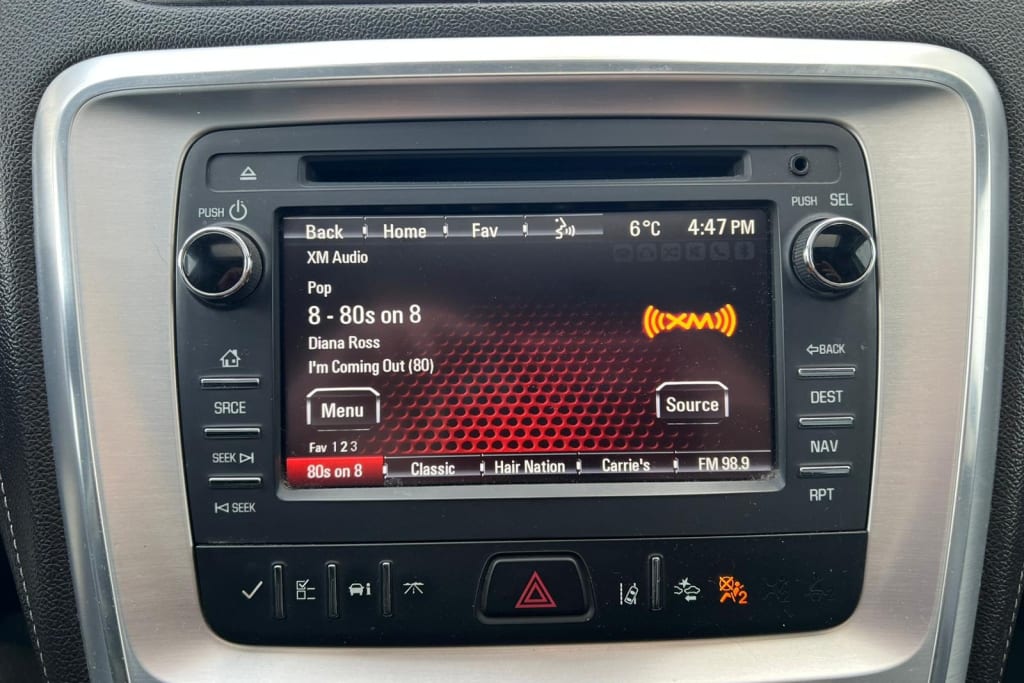 PUSH
PUSH SEL
Back Home Fav 6°C 4:47 PM
XM Audio
Pop
8 - 80s on 8
XM
Diana Ross
I'm Coming Out (80)
Menu
Source
Fav 1 2 3
80s on 8 Classic Hair Nation Carrie's FM 98.9
SRCE
SEEK
SEEK
BACK
DEST
NAV
RPT
2